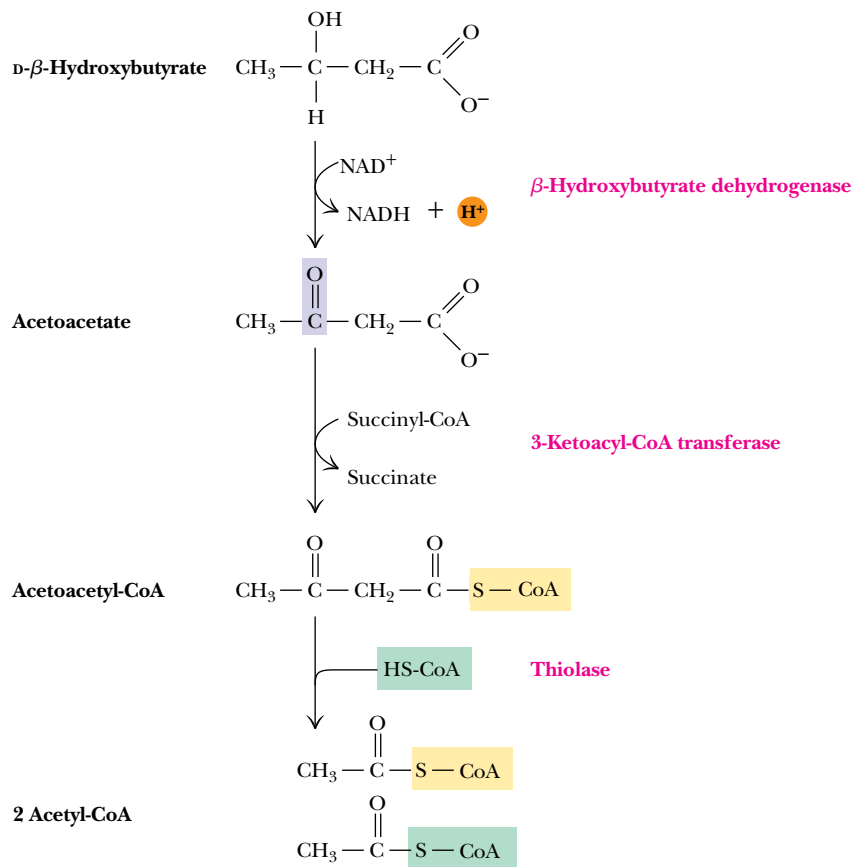 OH
O
D-β-Hydroxybutyrate CH₃ — C — CH₂ — C
O⁻
H
NAD⁺
β-Hydroxybutyrate dehydrogenase
NADH + H⁺
O
O
Acetoacetate CH₃ — C — CH₂ — C
O⁻
Succinyl-CoA
3-Ketoacyl-CoA transferase
Succinate
O O
Acetoacetyl-CoA CH₃ — C — CH₂ — C — S — CoA
HS-CoA Thiolase
O
CH₃ — C — S — CoA
2 Acetyl-CoA
O
CH₃ — C — S — CoA